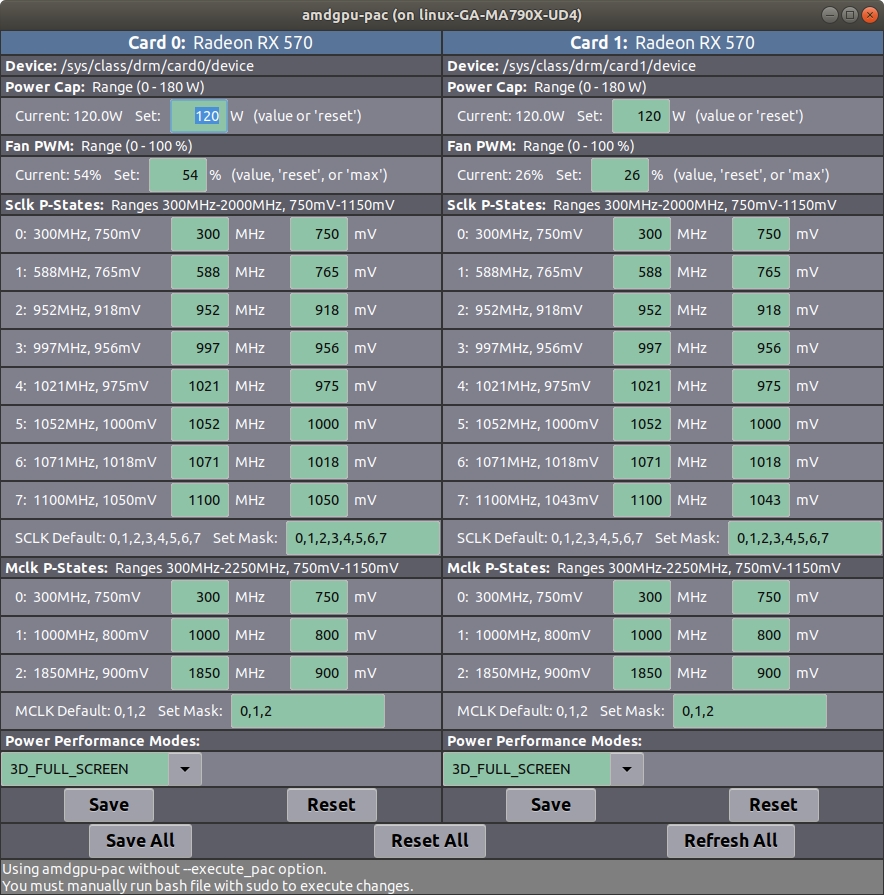 amdgpu-pac (on linux-GA-MA790X-UD4)
Card 0: Radeon RX 570
Device: /sys/class/drm/card0/device
Power Cap: Range (0 - 180 W)
Current: 120.0W Set: 120 W (value or 'reset')
Fan PWM: Range (0 - 100 %)
Current: 54% Set: 54 % (value, 'reset', or 'max')
Sclk P-States: Ranges 300MHz-2000MHz, 750mV-1150mV
0: 300MHz, 750mV 300 MHz 750 mV
1: 588MHz, 765mV 588 MHz 765 mV
2: 952MHz, 918mV 952 MHz 918 mV
3: 997MHz, 956mV 997 MHz 956 mV
4: 1021MHz, 975mV 1021 MHz 975 mV
5: 1052MHz, 1000mV 1052 MHz 1000 mV
6: 1071MHz, 1018mV 1071 MHz 1018 mV
7: 1100MHz, 1050mV 1100 MHz 1050 mV
SCLK Default: 0,1,2,3,4,5,6,7 Set Mask: 0,1,2,3,4,5,6,7
Mclk P-States: Ranges 300MHz-2250MHz, 750mV-1150mV
0: 300MHz, 750mV 300 MHz 750 mV
1: 1000MHz, 800mV 1000 MHz 800 mV
2: 1850MHz, 900mV 1850 MHz 900 mV
MCLK Default: 0,1,2 Set Mask: 0,1,2
Power Performance Modes:
3D_FULL_SCREEN
Save Reset
Card 1: Radeon RX 570
Device: /sys/class/drm/card1/device
Power Cap: Range (0 - 180 W)
Current: 120.0W Set: 120 W (value or 'reset')
Fan PWM: Range (0 - 100 %)
Current: 26% Set: 26 % (value, 'reset', or 'max')
Sclk P-States: Ranges 300MHz-2000MHz, 750mV-1150mV
0: 300MHz, 750mV 300 MHz 750 mV
1: 588MHz, 765mV 588 MHz 765 mV
2: 952MHz, 918mV 952 MHz 918 mV
3: 997MHz, 956mV 997 MHz 956 mV
4: 1021MHz, 975mV 1021 MHz 975 mV
5: 1052MHz, 1000mV 1052 MHz 1000 mV
6: 1071MHz, 1018mV 1071 MHz 1018 mV
7: 1100MHz, 1043mV 1100 MHz 1043 mV
SCLK Default: 0,1,2,3,4,5,6,7 Set Mask: 0,1,2,3,4,5,6,7
Mclk P-States: Ranges 300MHz-2250MHz, 750mV-1150mV
0: 300MHz, 750mV 300 MHz 750 mV
1: 1000MHz, 800mV 1000 MHz 800 mV
2: 1850MHz, 900mV 1850 MHz 900 mV
MCLK Default: 0,1,2 Set Mask: 0,1,2
Power Performance Modes:
3D_FULL_SCREEN
Save Reset
Save All Reset All Refresh All
Using amdgpu-pac without --execute_pac option.
You must manually run bash file with sudo to execute changes.